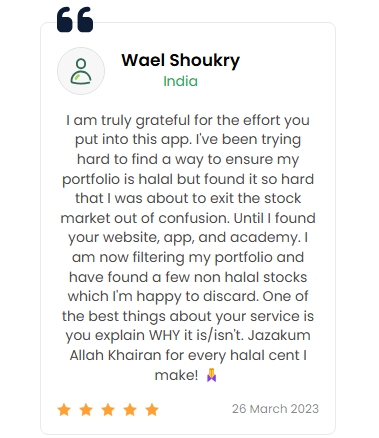 Wael Shoukry
India
I am truly grateful for the effort you
put into this app. I've been trying
hard to find a way to ensure my
portfolio is halal but found it so hard
that I was about to exit the stock
market out of confusion. Until I found
your website, app, and academy. I
am now filtering my portfolio and
have found a few non halal stocks
which I'm happy to discard. One of
the best things about your service is
you explain WHY it is/isn't. Jazakum
Allah Khairan for every halal cent I
make! 🤲
26 March 2023